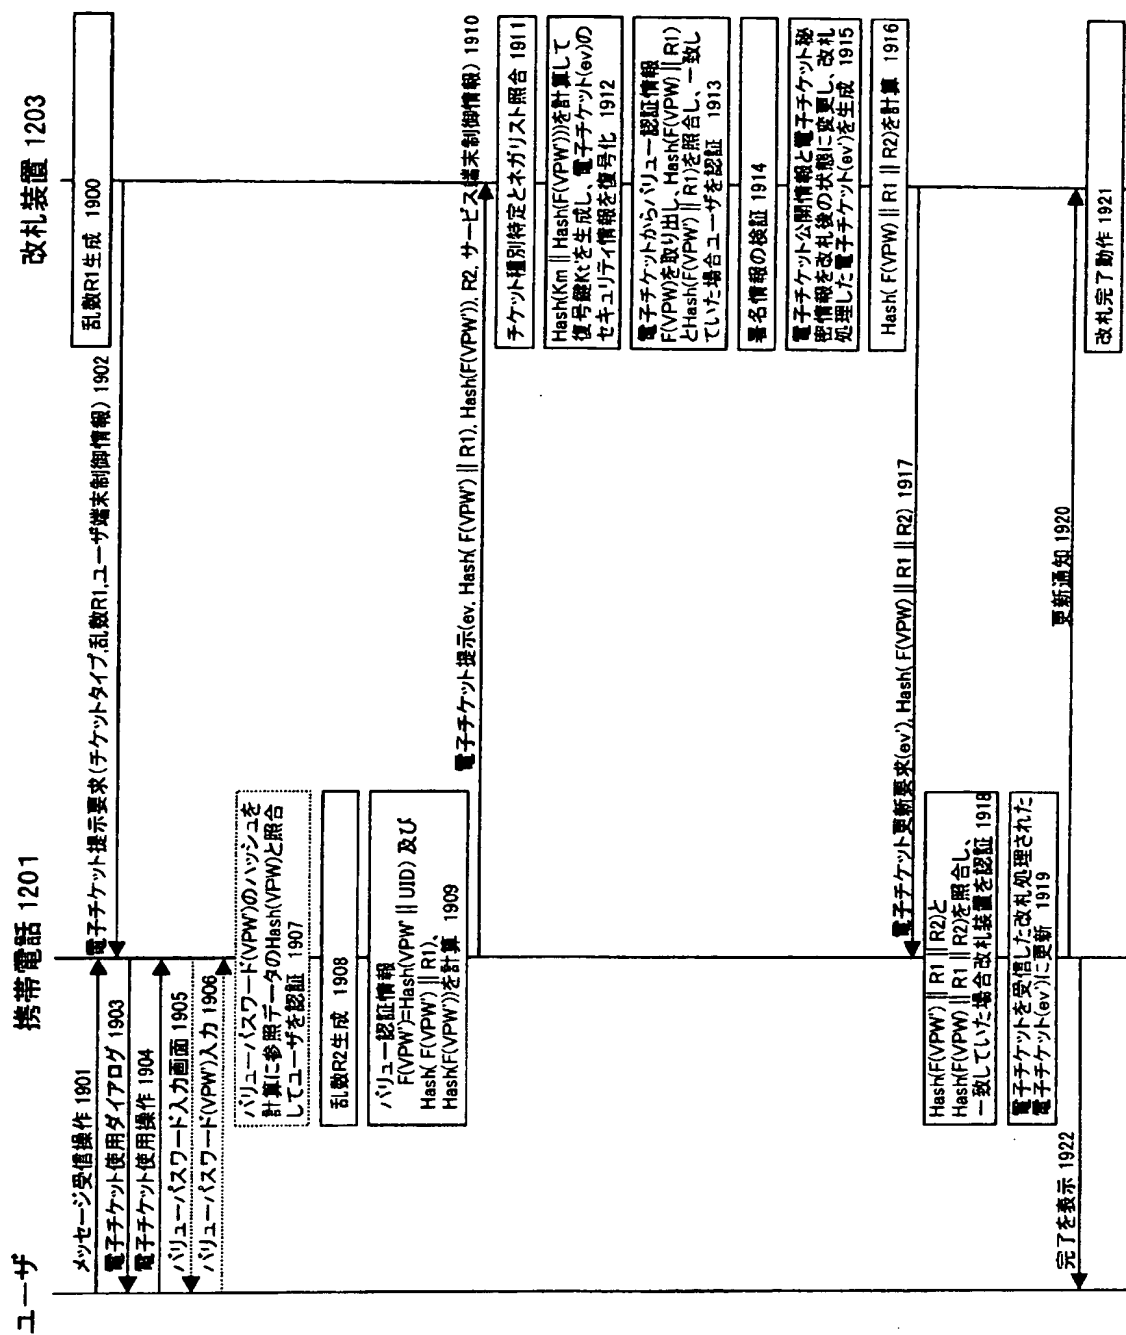 ユーザ
携帯電話 1201
改札装置 1203
乱数R1生成 1900
メッセージ受信操作 1901
電子チケット提示要求(チケットタイプ,乱数R1,ユーザ端末制御情報) 1902
電子チケット使用ダイアログ 1903
電子チケット使用操作 1904
バリューパスワード入力画面 1905
バリューパスワード(VPW')入力 1906
バリューパスワード(VPW')のハッシュを
計算に参照データのHash(VPW)と照合
してユーザを認証 1907
乱数R2生成 1908
バリュー認証情報
F(VPW')=Hash(VPW' || UID) 及び
Hash( F(VPW') || R1)、
Hash(F(VPW'))を計算 1909
電子チケット提示(ev, Hash( F(VPW') || R1), Hash(F(VPW')), R2, サービス端末制御情報) 1910
チケット種別特定とネガリスト照合 1911
Hash(Km || Hash(F(VPW')))を計算して
復号鍵Kt'を生成し、電子チケット(ev)の
セキュリティ情報を復号化 1912
電子チケットからバリュー認証情報
F(VPW)を取り出し、Hash(F(VPW) || R1)
とHash(F(VPW') || R1)を照合し、一致し
ていた場合ユーザを認証 1913
署名情報の検証 1914
電子チケット公開情報と電子チケット秘
密情報を改札後の状態に変更し、改札
処理した電子チケット(ev')を生成 1915
Hash( F(VPW) || R1 || R2)を計算 1916
電子チケット更新要求(ev'), Hash( F(VPW) || R1 || R2) 1917
Hash(F(VPW') || R1 || R2)と
Hash(F(VPW) || R1 || R2)を照合し、
一致していた場合改札装置を認証 1918
電子チケットを受信した改札処理された
電子チケット(ev')に更新 1919
更新通知 1920
改札完了動作 1921
完了を表示 1922